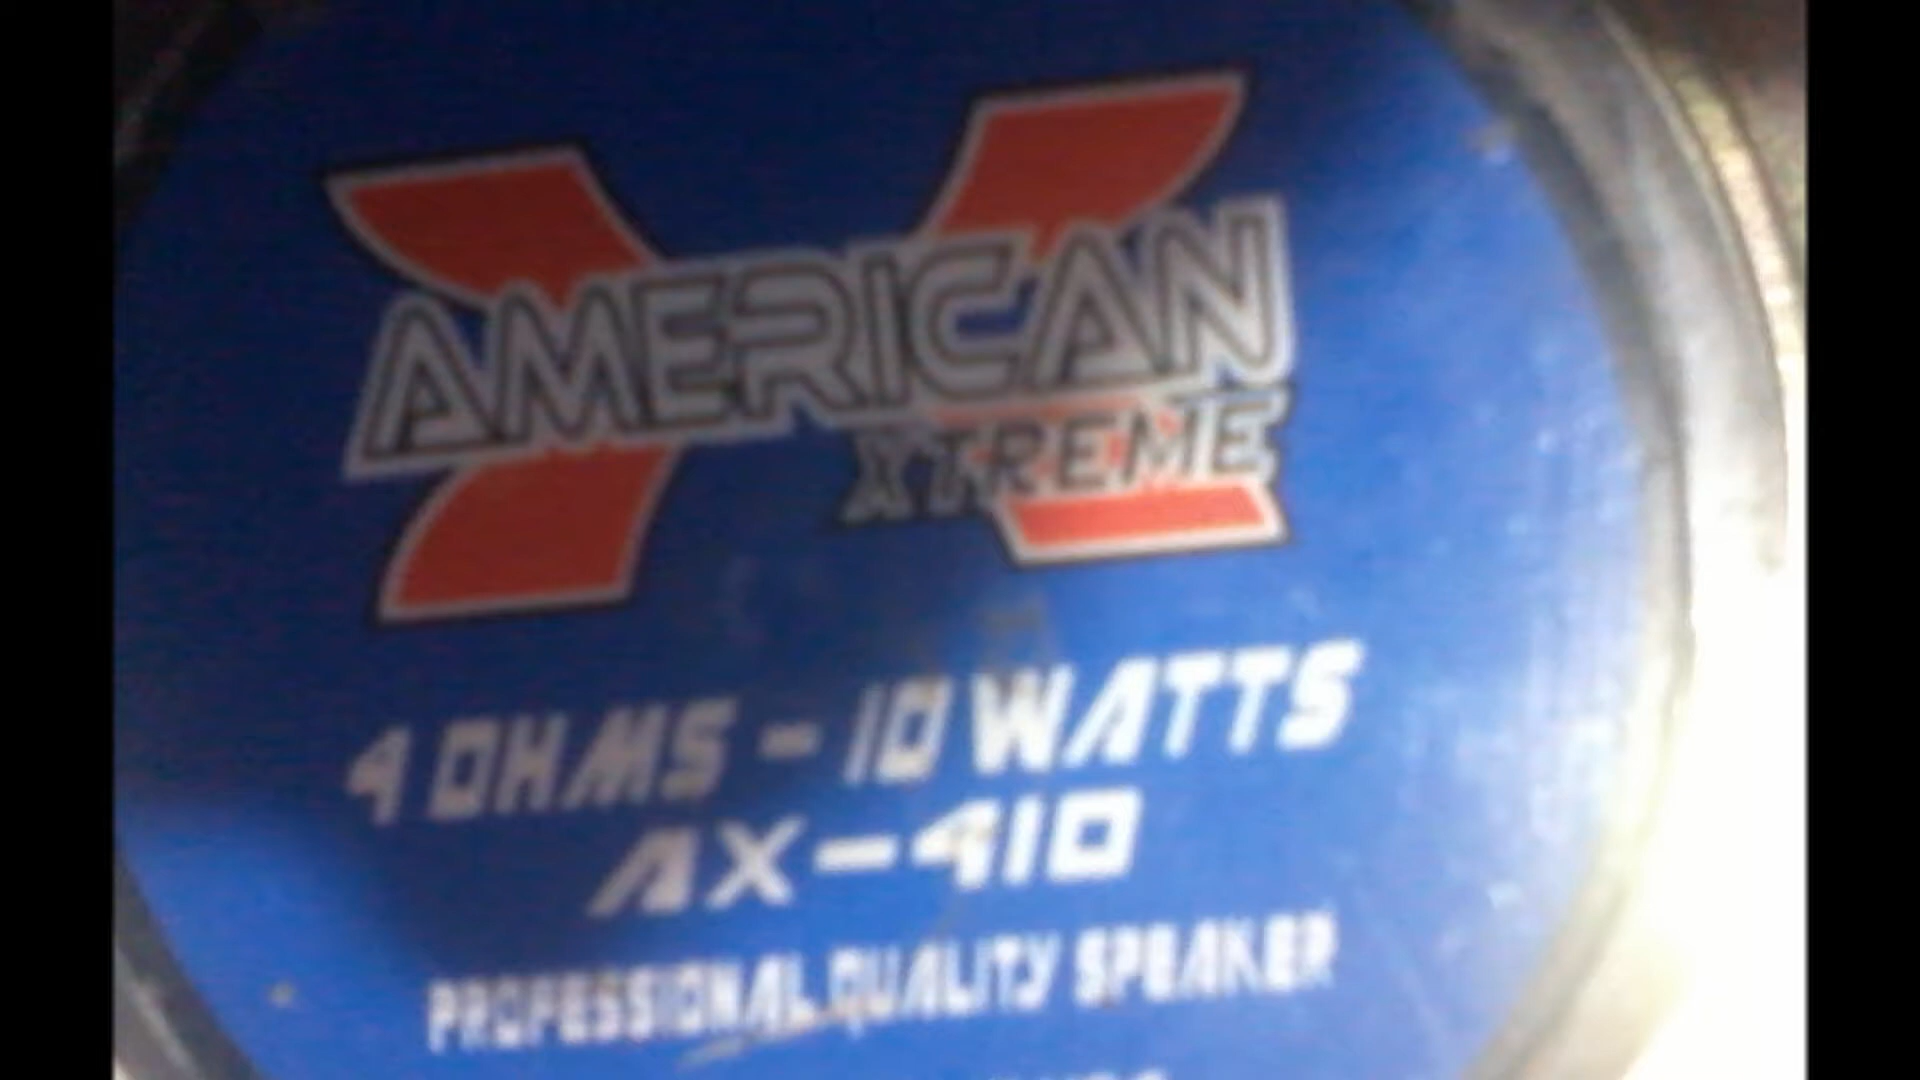 AMERICAN
XTREME
4 OHMS - 10 WATTS
AX-410
PROFESSIONAL QUALITY SPEAKER